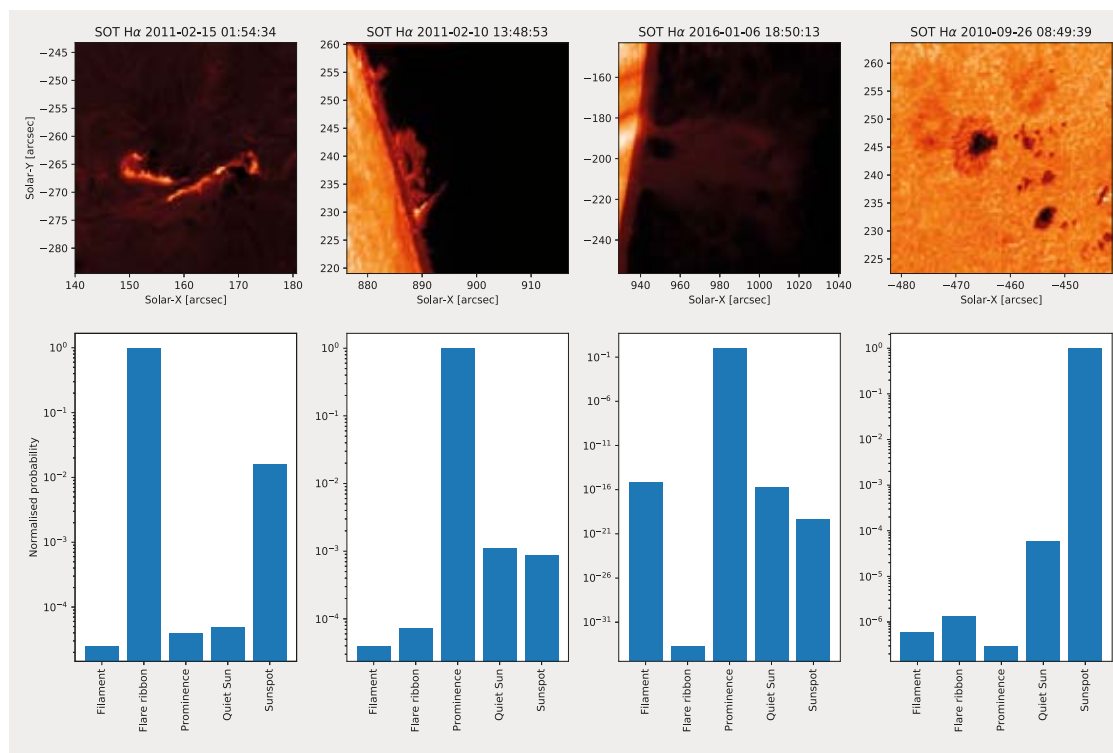 SOT Hα 2011-02-15 01:54:34
SOT Hα 2011-02-10 13:48:53
SOT Hα 2016-01-06 18:50:13
SOT Hα 2010-09-26 08:49:39
Solar-Y [arcsec]
−245
−250
−255
−260
−265
−270
−275
−280
140 150 160 170 180
Solar-X [arcsec]
260
255
250
245
240
235
230
225
220
880 890 900 910
Solar-X [arcsec]
−160
−180
−200
−220
−240
940 960 980 1000 1020 1040
Solar-X [arcsec]
260
255
250
245
240
235
230
225
−480 −470 −460 −450
Solar-X [arcsec]
Normalised probability
10⁰
10⁻¹
10⁻²
10⁻³
10⁻⁴
Filament
Flare ribbon
Prominence
Quiet Sun
Sunspot
10⁰
10⁻¹
10⁻²
10⁻³
10⁻⁴
Filament
Flare ribbon
Prominence
Quiet Sun
Sunspot
10⁻¹
10⁻⁶
10⁻¹¹
10⁻¹⁶
10⁻²¹
10⁻²⁶
10⁻³¹
Filament
Flare ribbon
Prominence
Quiet Sun
Sunspot
10⁰
10⁻¹
10⁻²
10⁻³
10⁻⁴
10⁻⁵
10⁻⁶
Filament
Flare ribbon
Prominence
Quiet Sun
Sunspot